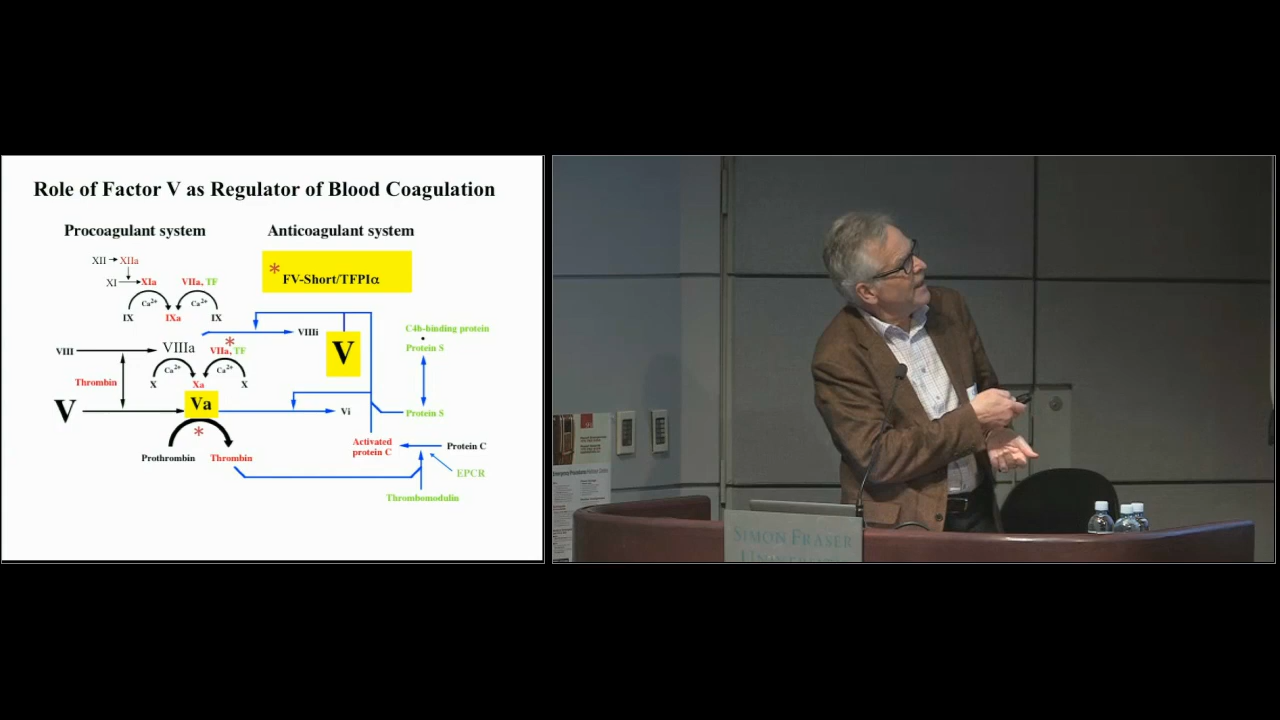 Role of Factor V as Regulator of Blood Coagulation
Procoagulant system
Anticoagulant system
XII
XIIa
* FV-Short/TFPIα
XI
XIa
VIIa, TF
Ca2+
Ca2+
IX
IXa
IX
VIIIi
V
C4b-binding protein
Protein S
VIII
VIIIa
*
VIIa, TF
Ca2+
Ca2+
Thrombin
X
Xa
X
V
Va
Vi
Protein S
*
Prothrombin
Thrombin
Activated
protein C
Protein C
EPCR
Thrombomodulin
SIMON FRASER
UNIVERSITY